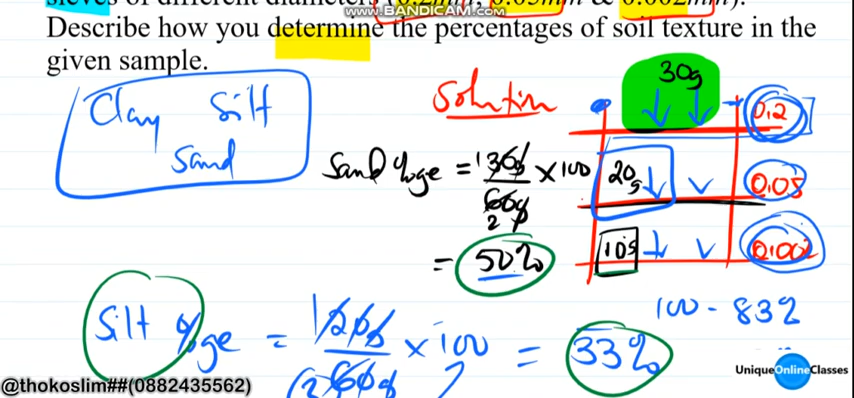 sieves of different diameters (0.2mm, 0.05mm & 0.002mm).
WWW.BANDICAM.COM
Describe how you determine the percentages of soil texture in the
given sample.
Clay Silt
Sand
Solution
30g
0.2
Sand %ge = 30g/60g × 100
20g
0.05
2
= 50%
10g
0.002
100 - 83%
Silt %ge = 20g/60g × 100 = 33%
UniqueOnlineClasses
@thokoslim##(0882435562)